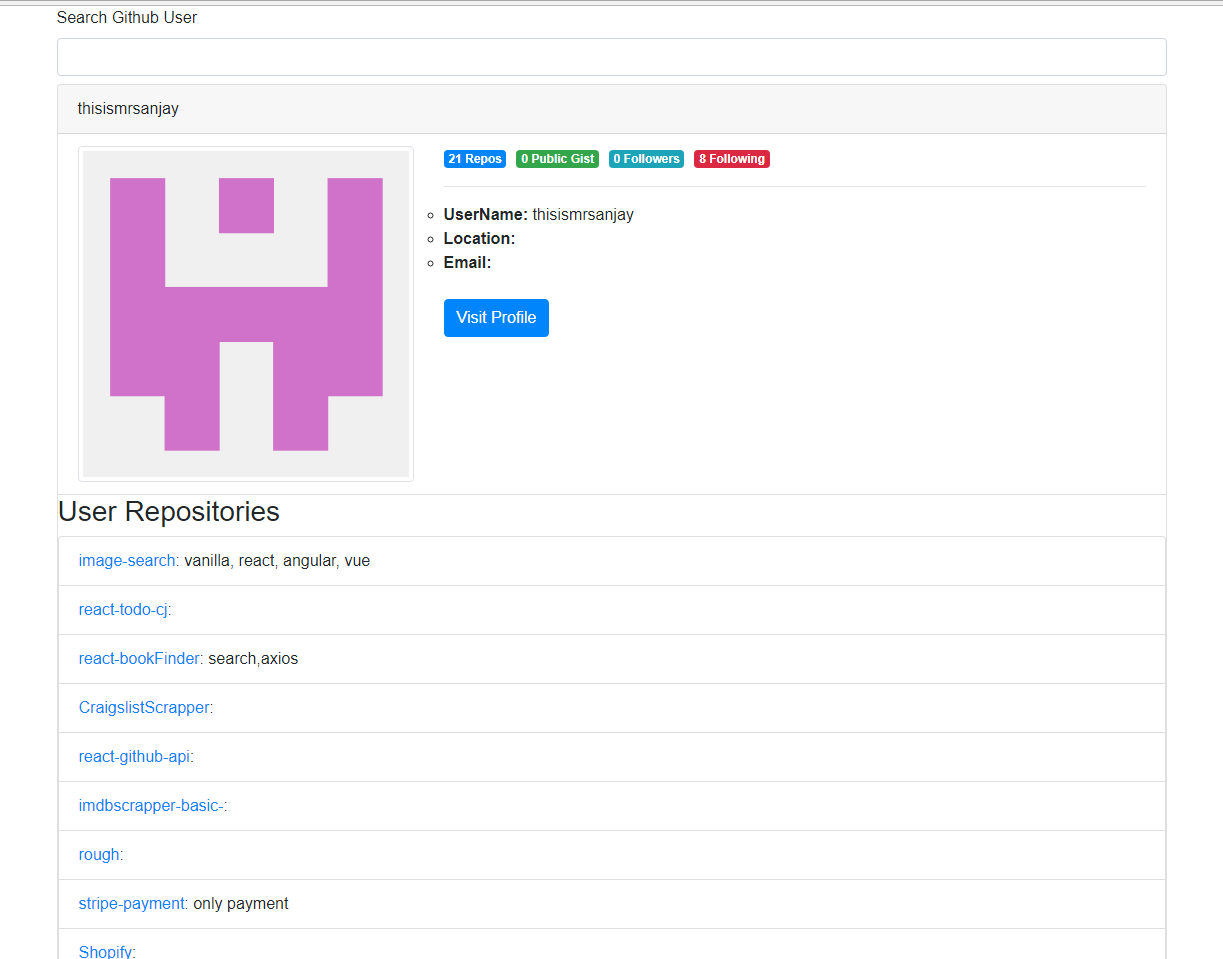 Search Github User
thisismrsanjay
21 Repos 0 Public Gist 0 Followers 8 Following
UserName: thisismrsanjay
Location:
Email:
Visit Profile
User Repositories
image-search: vanilla, react, angular, vue
react-todo-cj:
react-bookFinder: search,axios
CraigslistScrapper:
react-github-api:
imdbscrapper-basic-:
rough:
stripe-payment: only payment
Shopify: